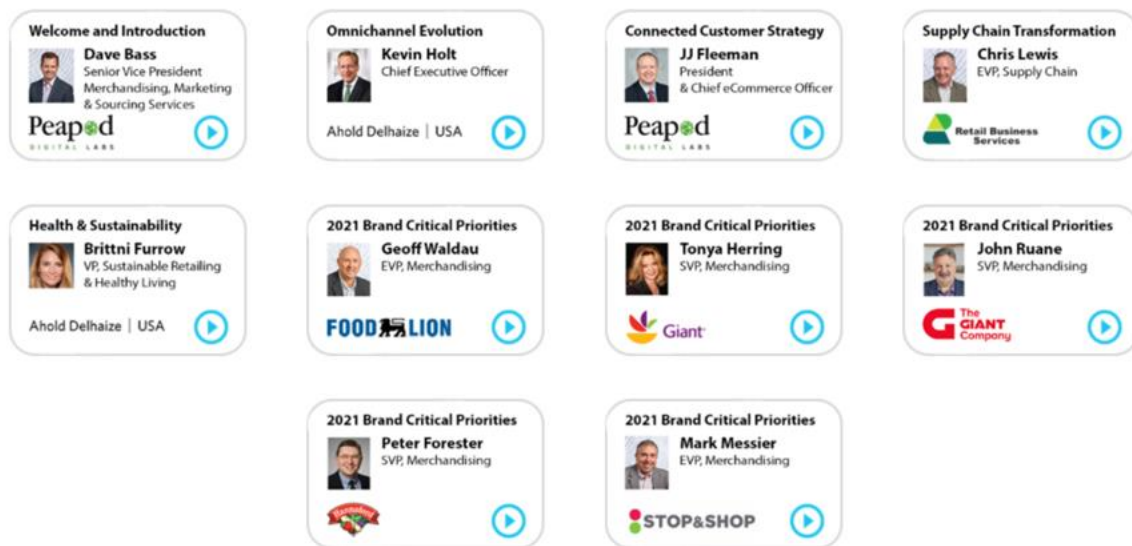 Welcome and Introduction
Dave Bass
Senior Vice President
Merchandising, Marketing
& Sourcing Services
Peapod
DIGITAL LABS
Omnichannel Evolution
Kevin Holt
Chief Executive Officer
Ahold Delhaize | USA
Connected Customer Strategy
JJ Fleeman
President
& Chief eCommerce Officer
Peapod
DIGITAL LABS
Supply Chain Transformation
Chris Lewis
EVP, Supply Chain
Retail Business
Services
Health & Sustainability
Brittni Furrow
VP, Sustainable Retailing
& Healthy Living
Ahold Delhaize | USA
2021 Brand Critical Priorities
Geoff Waldau
EVP, Merchandising
FOOD LION
2021 Brand Critical Priorities
Tonya Herring
SVP, Merchandising
Giant
2021 Brand Critical Priorities
John Ruane
SVP, Merchandising
The
GIANT
Company
2021 Brand Critical Priorities
Peter Forester
SVP, Merchandising
Hannaford
2021 Brand Critical Priorities
Mark Messier
EVP, Merchandising
STOP&SHOP